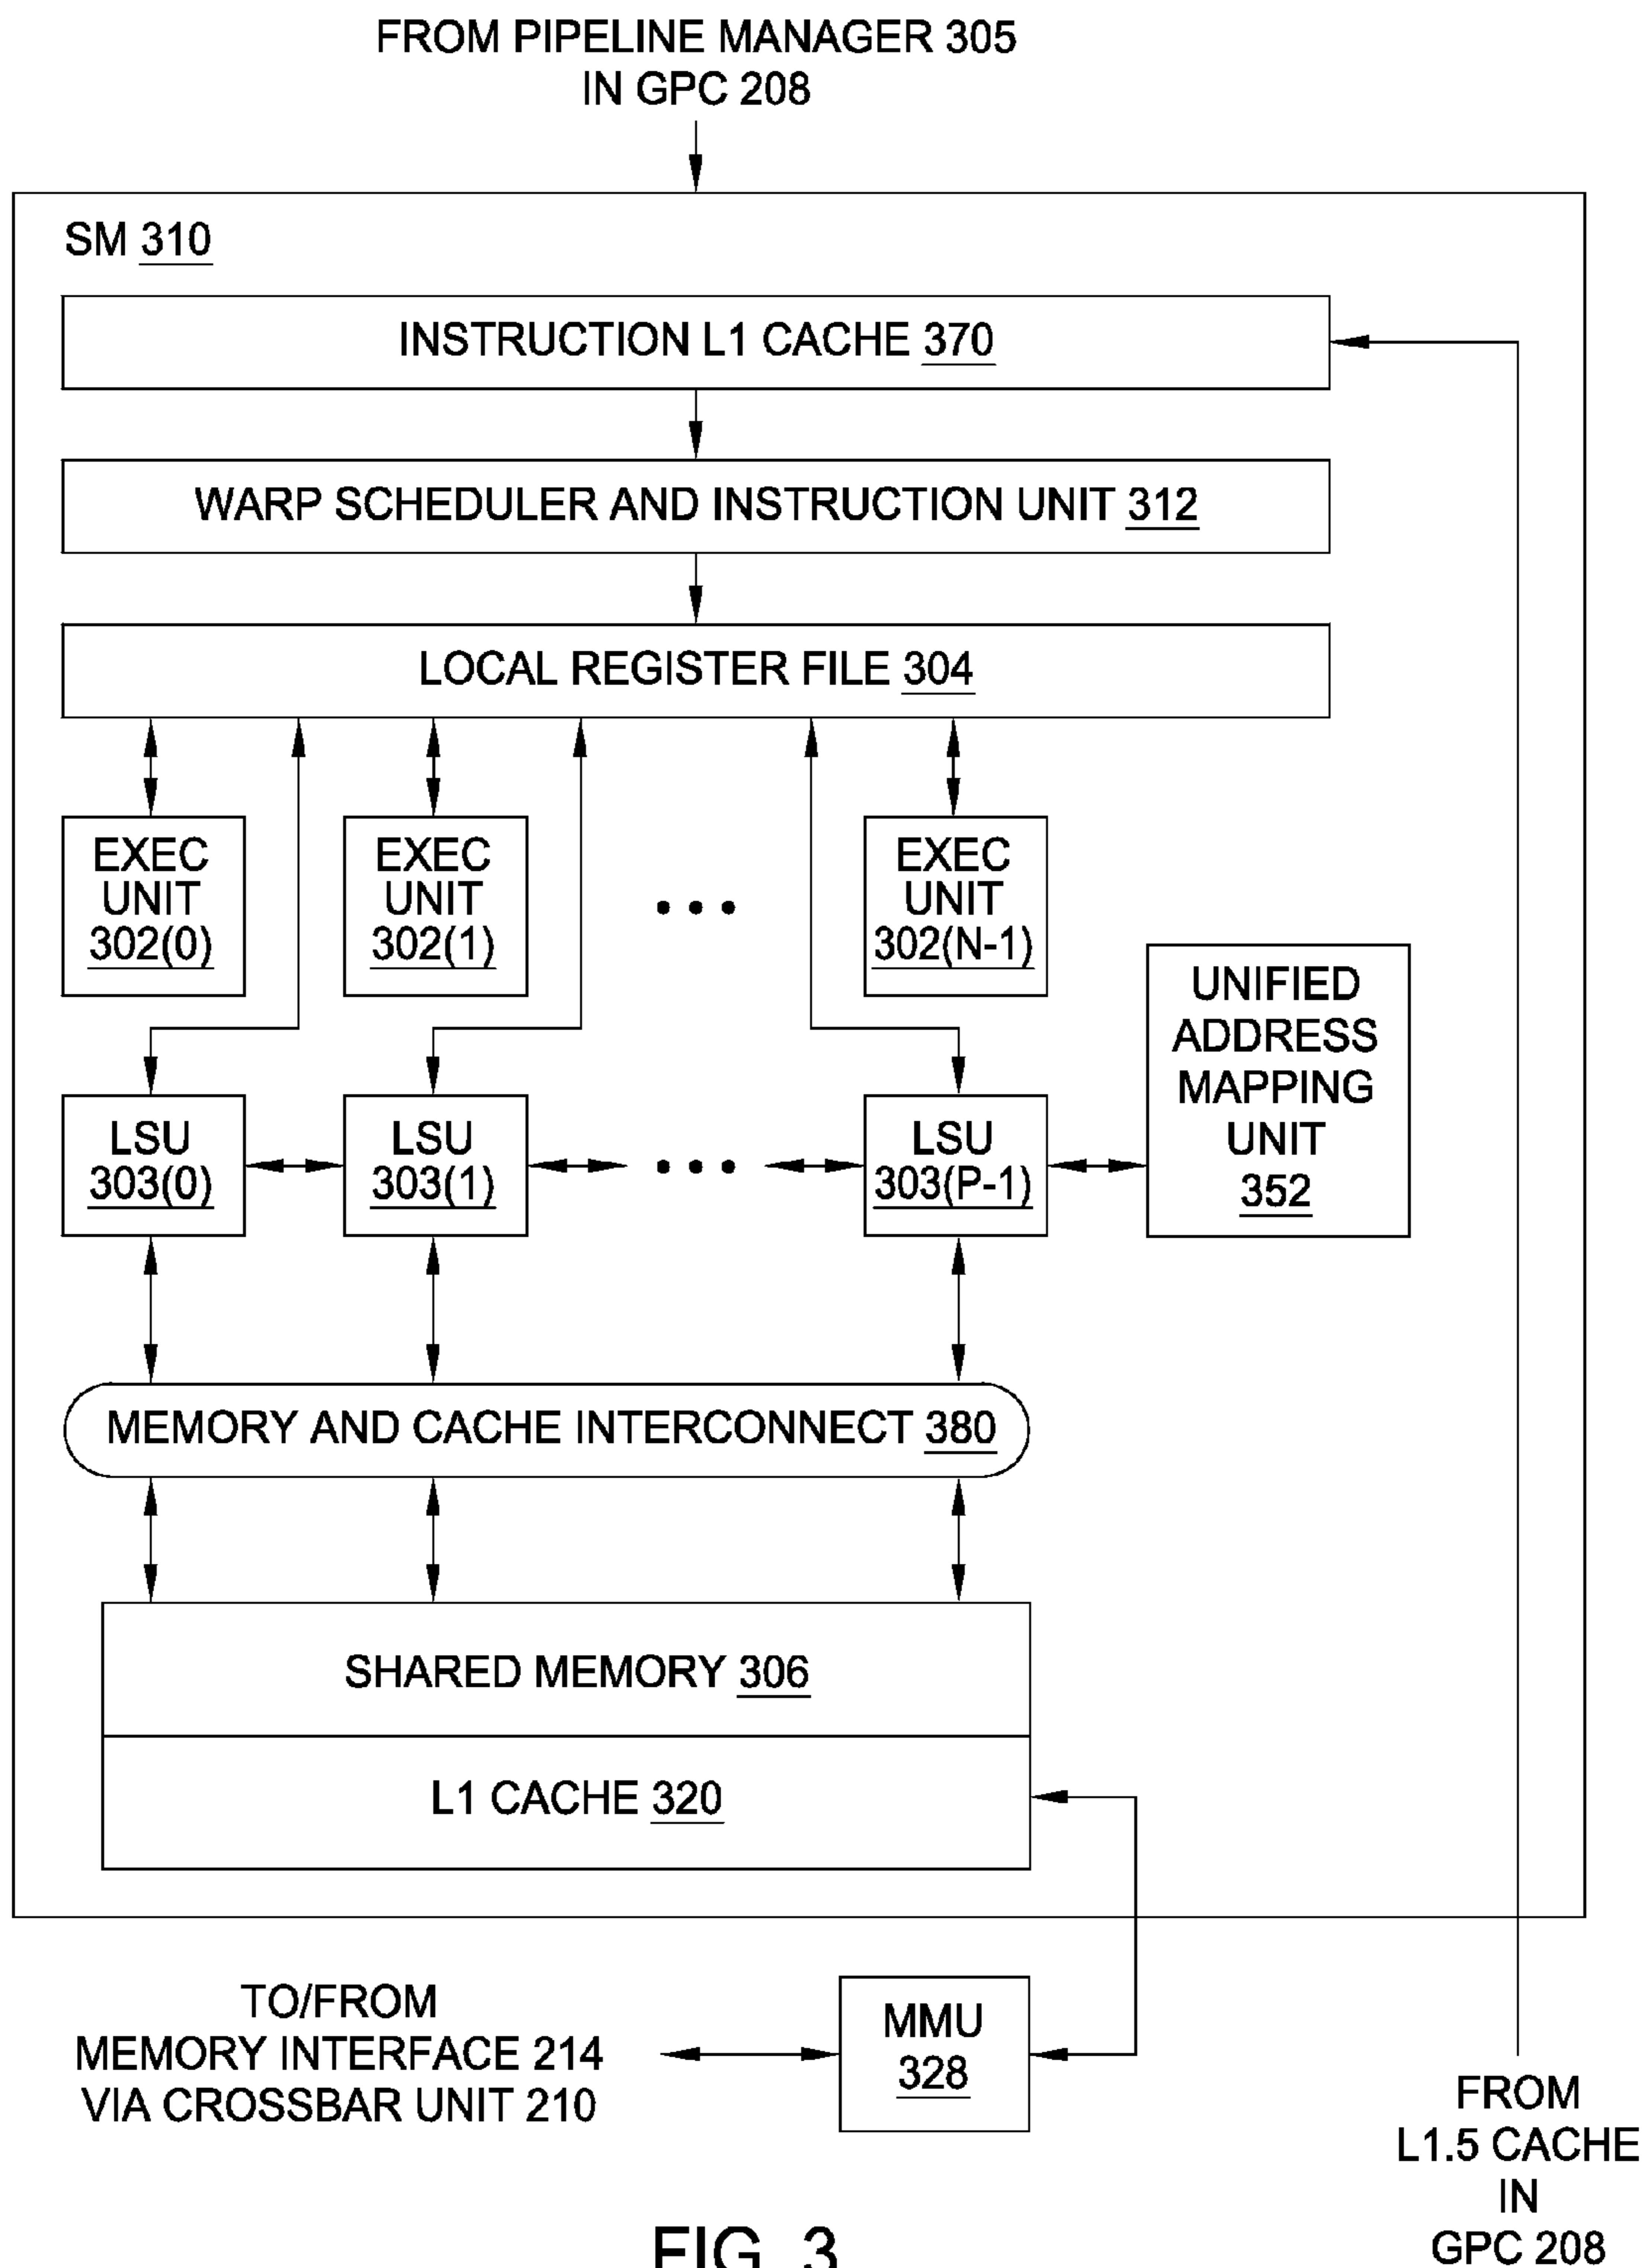 FROM PIPELINE MANAGER 305
IN GPC 208
SM 310
INSTRUCTION L1 CACHE 370
WARP SCHEDULER AND INSTRUCTION UNIT 312
LOCAL REGISTER FILE 304
EXEC
UNIT
302(0)
EXEC
UNIT
302(1)
• • •
EXEC
UNIT
302(N-1)
UNIFIED
ADDRESS
MAPPING
UNIT
352
LSU
303(0)
LSU
303(1)
• • •
LSU
303(P-1)
MEMORY AND CACHE INTERCONNECT 380
SHARED MEMORY 306
L1 CACHE 320
TO/FROM
MEMORY INTERFACE 214
VIA CROSSBAR UNIT 210
MMU
328
FROM
L1.5 CACHE
IN
GPC 208
FIG. 3